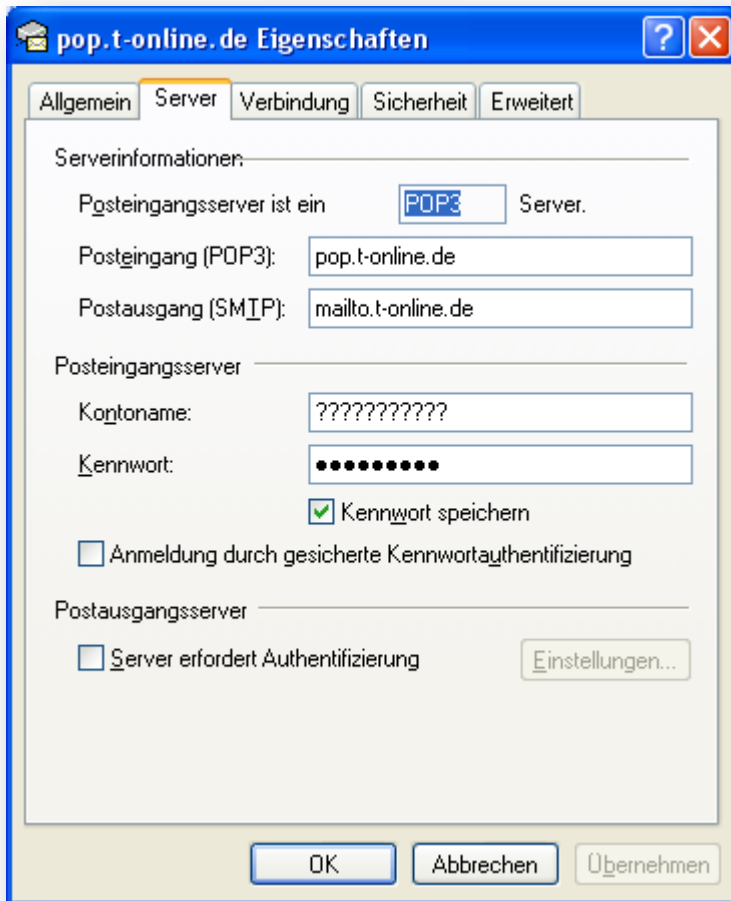 pop.t-online.de Eigenschaften
Allgemein Server Verbindung Sicherheit Erweitert
Serverinformationen
Posteingangsserver ist ein POP3 Server.
Posteingang (POP3): pop.t-online.de
Postausgang (SMTP): mailto.t-online.de
Posteingangsserver
Kontoname: ???????????
Kennwort: ●●●●●●●●●
Kennwort speichern
Anmeldung durch gesicherte Kennwortauthentifizierung
Postausgangsserver
Server erfordert Authentifizierung Einstellungen...
OK Abbrechen Übernehmen